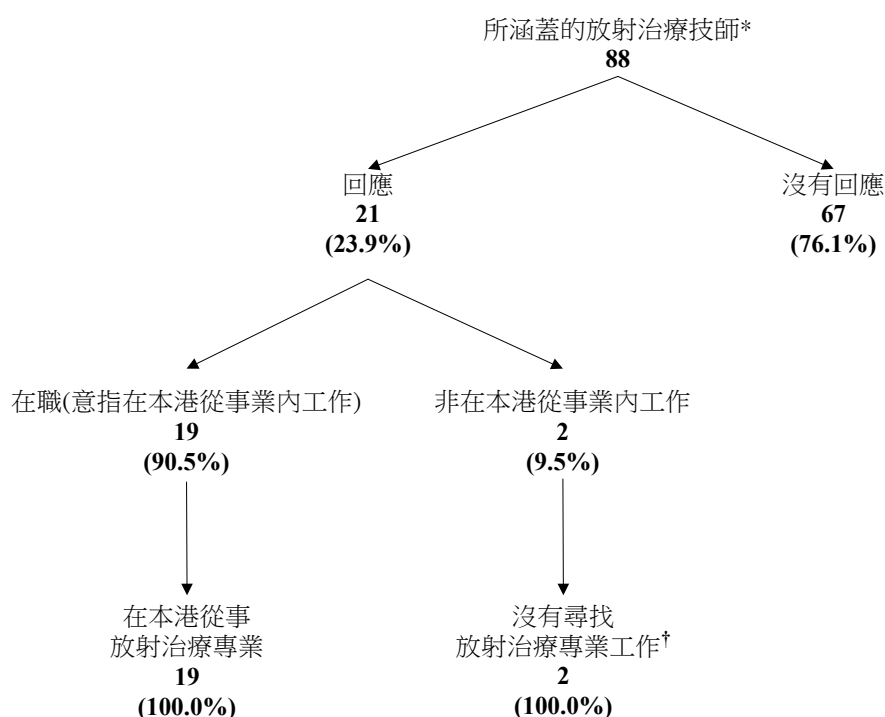 所涵蓋的放射治療技師*
88
回應
21
(23.9%)
沒有回應
67
(76.1%)
在職(意指在本港從事業內工作)
19
(90.5%)
非在本港從事業內工作
2
(9.5%)
在本港從事
放射治療專業
19
(100.0%)
沒有尋找
放射治療專業工作†
2
(100.0%)